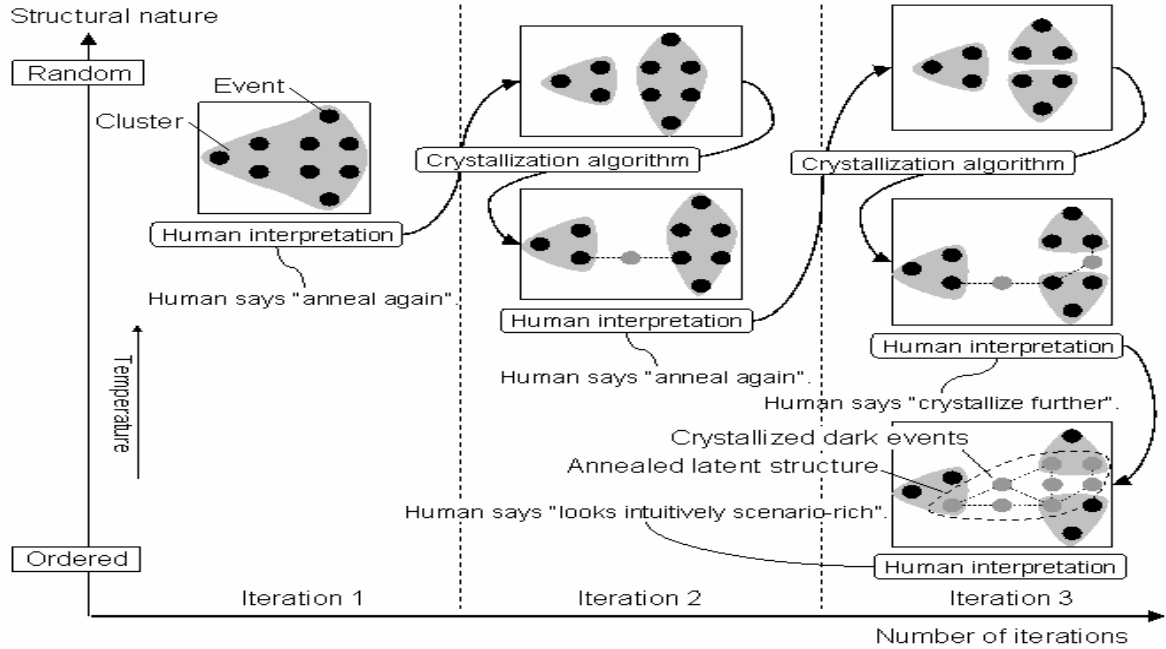 Structural nature
Random
Event
Cluster
Human interpretation
Human says "anneal again".
Temperature
Ordered
Iteration 1
Crystallization algorithm
Human interpretation
Human says "anneal again".
Iteration 2
Crystallization algorithm
Human interpretation
Human says "crystallize further".
Crystallized dark events
Annealed latent structure
Human says "looks intuitively scenario-rich".
Human interpretation
Iteration 3
Number of iterations